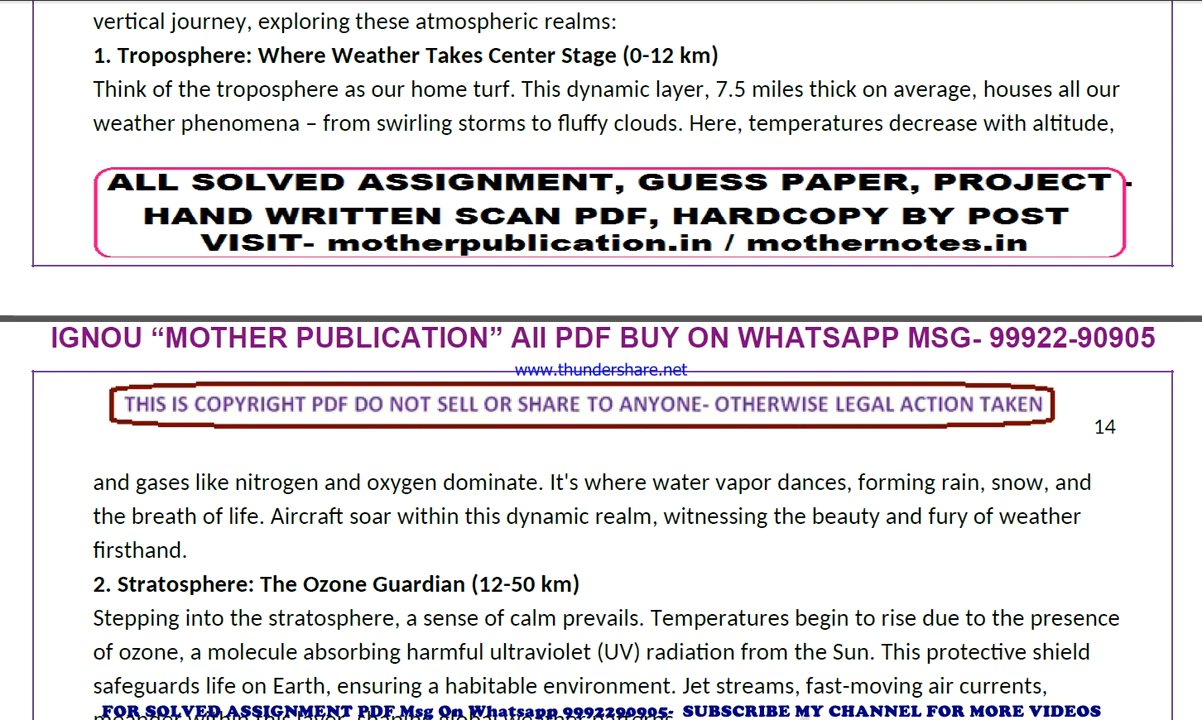 vertical journey, exploring these atmospheric realms:
1. Troposphere: Where Weather Takes Center Stage (0-12 km)
Think of the troposphere as our home turf. This dynamic layer, 7.5 miles thick on average, houses all our
weather phenomena – from swirling storms to fluffy clouds. Here, temperatures decrease with altitude,
ALL SOLVED ASSIGNMENT, GUESS PAPER, PROJECT -
HAND WRITTEN SCAN PDF, HARDCOPY BY POST
VISIT- motherpublication.in / mothernotes.in
IGNOU “MOTHER PUBLICATION” All PDF BUY ON WHATSAPP MSG- 99922-90905
www.thundershare.net
THIS IS COPYRIGHT PDF DO NOT SELL OR SHARE TO ANYONE- OTHERWISE LEGAL ACTION TAKEN
14
and gases like nitrogen and oxygen dominate. It's where water vapor dances, forming rain, snow, and
the breath of life. Aircraft soar within this dynamic realm, witnessing the beauty and fury of weather
firsthand.
2. Stratosphere: The Ozone Guardian (12-50 km)
Stepping into the stratosphere, a sense of calm prevails. Temperatures begin to rise due to the presence
of ozone, a molecule absorbing harmful ultraviolet (UV) radiation from the Sun. This protective shield
safeguards life on Earth, ensuring a habitable environment. Jet streams, fast-moving air currents,
FOR SOLVED ASSIGNMENT PDF Msg On Whatsapp 9992290905- SUBSCRIBE MY CHANNEL FOR MORE VIDEOS